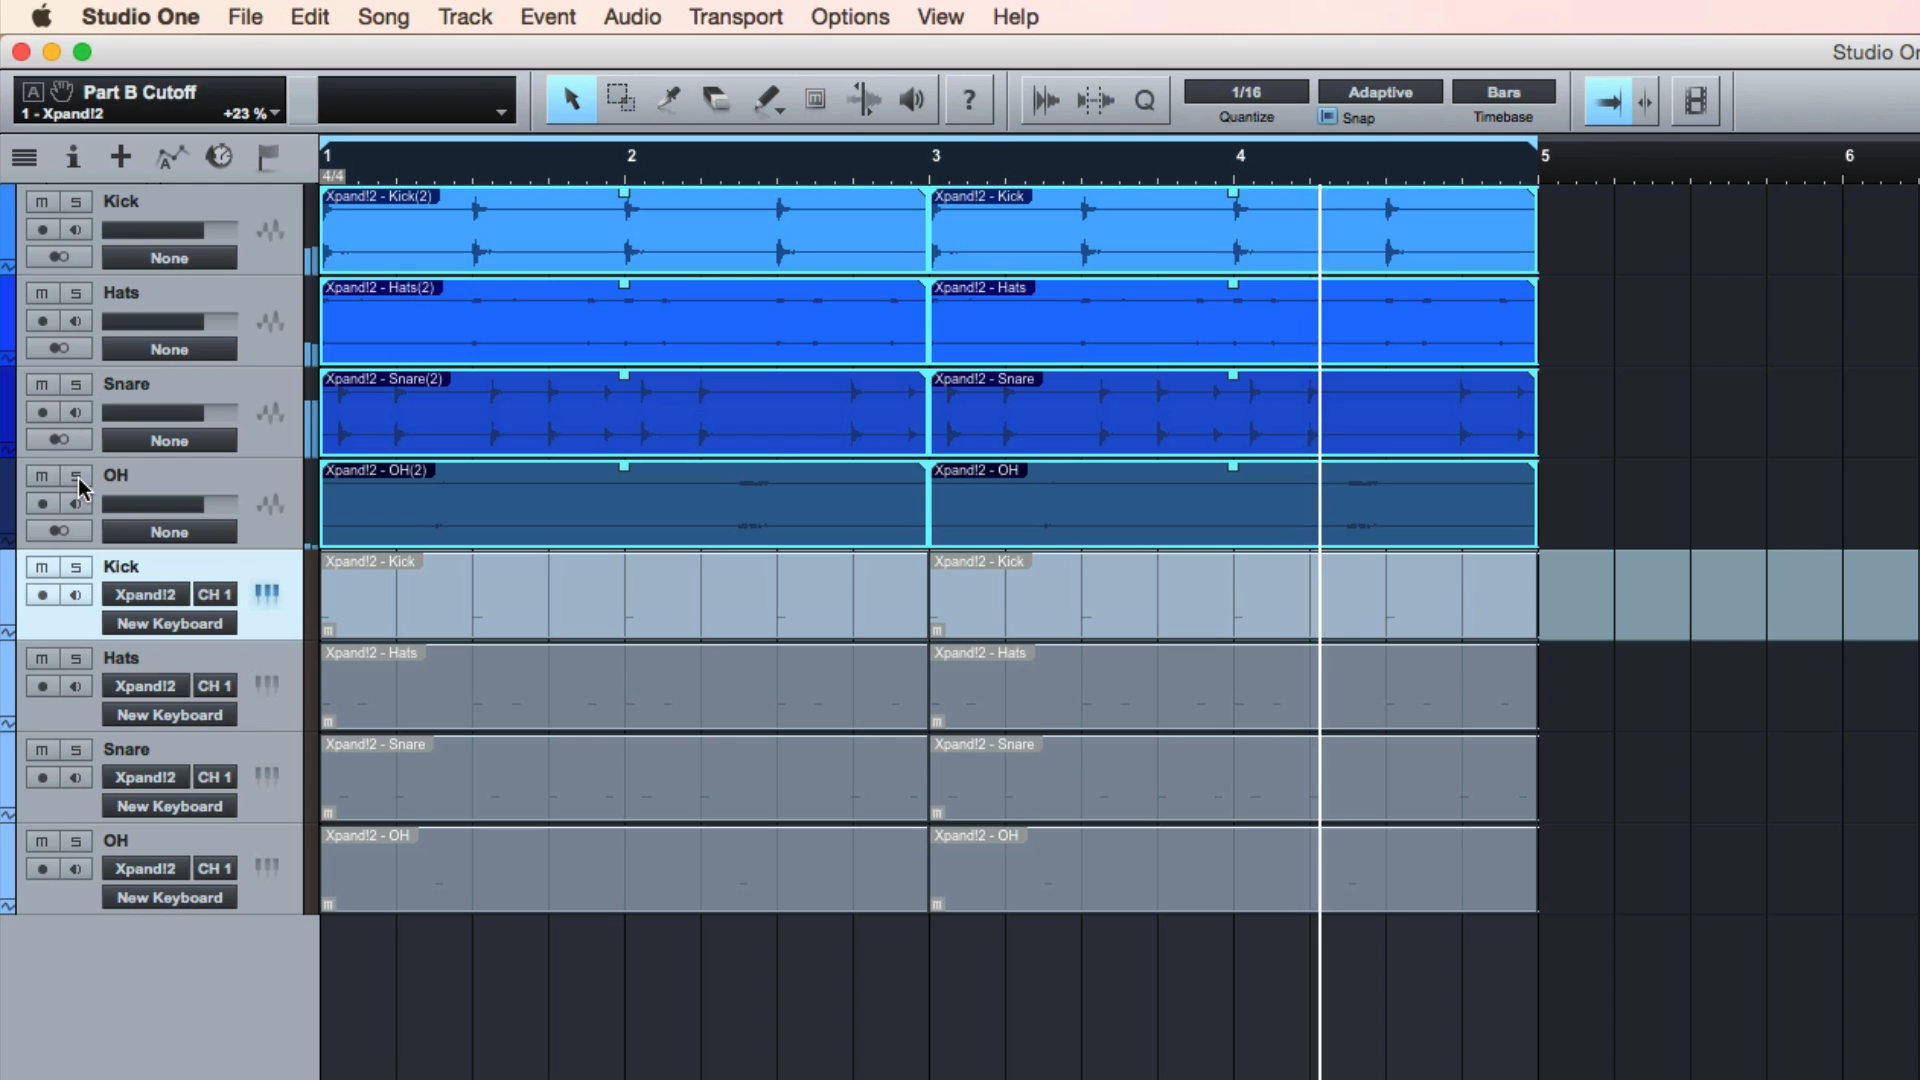 Studio One File Edit Song Track Event Audio Transport Options View Help
Studio On
A Part B Cutoff
1 - Xpand!2 +23 %
? Q
1/16 Adaptive Bars
Quantize Snap Timebase
1 2 3 4 5 6
4/4
M S Kick
None
Xpand!2 - Kick(2) Xpand!2 - Kick
M S Hats
None
Xpand!2 - Hats(2) Xpand!2 - Hats
M S Snare
None
Xpand!2 - Snare(2) Xpand!2 - Snare
M S OH
None
Xpand!2 - OH(2) Xpand!2 - OH
M S Kick
Xpand!2 CH 1
New Keyboard
Xpand!2 - Kick Xpand!2 - Kick
m m
M S Hats
Xpand!2 CH 1
New Keyboard
Xpand!2 - Hats Xpand!2 - Hats
m m
M S Snare
Xpand!2 CH 1
New Keyboard
Xpand!2 - Snare Xpand!2 - Snare
m m
M S OH
Xpand!2 CH 1
New Keyboard
Xpand!2 - OH Xpand!2 - OH
m m